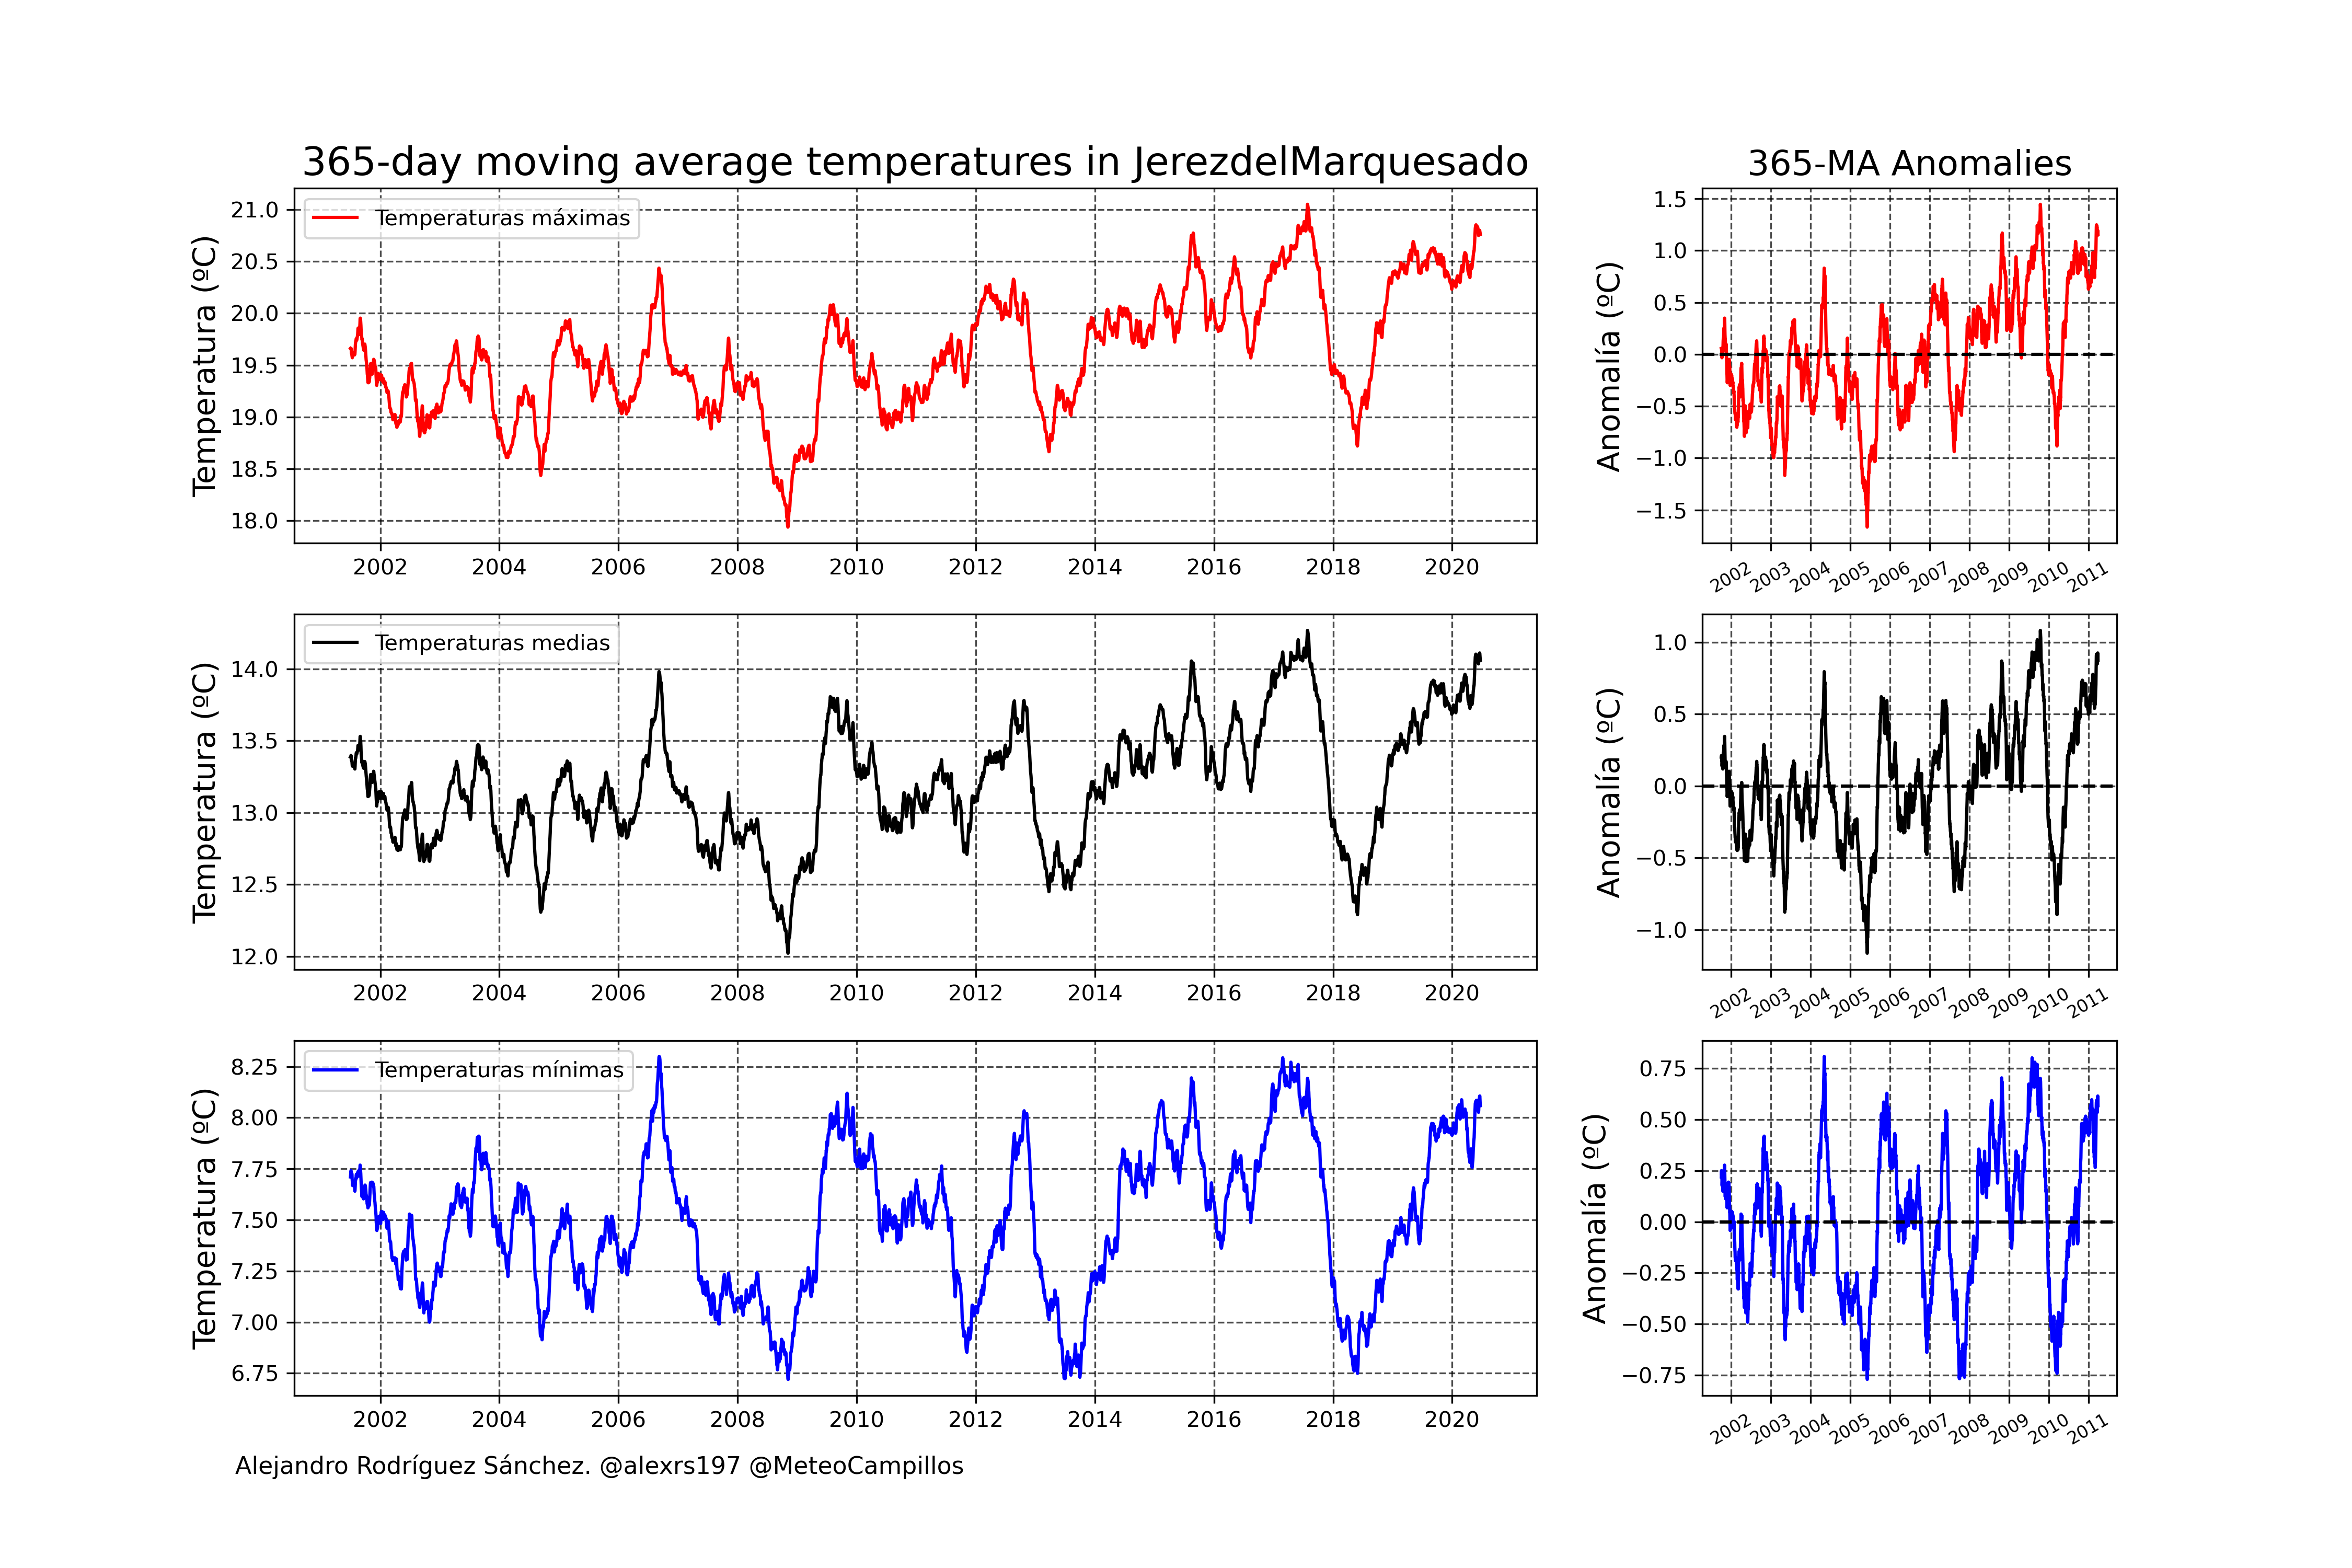 365-day moving average temperatures in JerezdelMarquesado
365-MA Anomalies
Temperatura (ºC)
21.0
20.5
20.0
19.5
19.0
18.5
18.0
Temperaturas máximas
2002 2004 2006 2008 2010 2012 2014 2016 2018 2020
Anomalía (ºC)
1.5
1.0
0.5
0.0
−0.5
−1.0
−1.5
2002 2003 2004 2005 2006 2007 2008 2009 2010 2011
Temperatura (ºC)
14.0
13.5
13.0
12.5
12.0
Temperaturas medias
2002 2004 2006 2008 2010 2012 2014 2016 2018 2020
Anomalía (ºC)
1.0
0.5
0.0
−0.5
−1.0
2002 2003 2004 2005 2006 2007 2008 2009 2010 2011
Temperatura (ºC)
8.25
8.00
7.75
7.50
7.25
7.00
6.75
Temperaturas mínimas
2002 2004 2006 2008 2010 2012 2014 2016 2018 2020
Anomalía (ºC)
0.75
0.50
0.25
0.00
−0.25
−0.50
−0.75
2002 2003 2004 2005 2006 2007 2008 2009 2010 2011
Alejandro Rodríguez Sánchez. @alexrs197 @MeteoCampillos